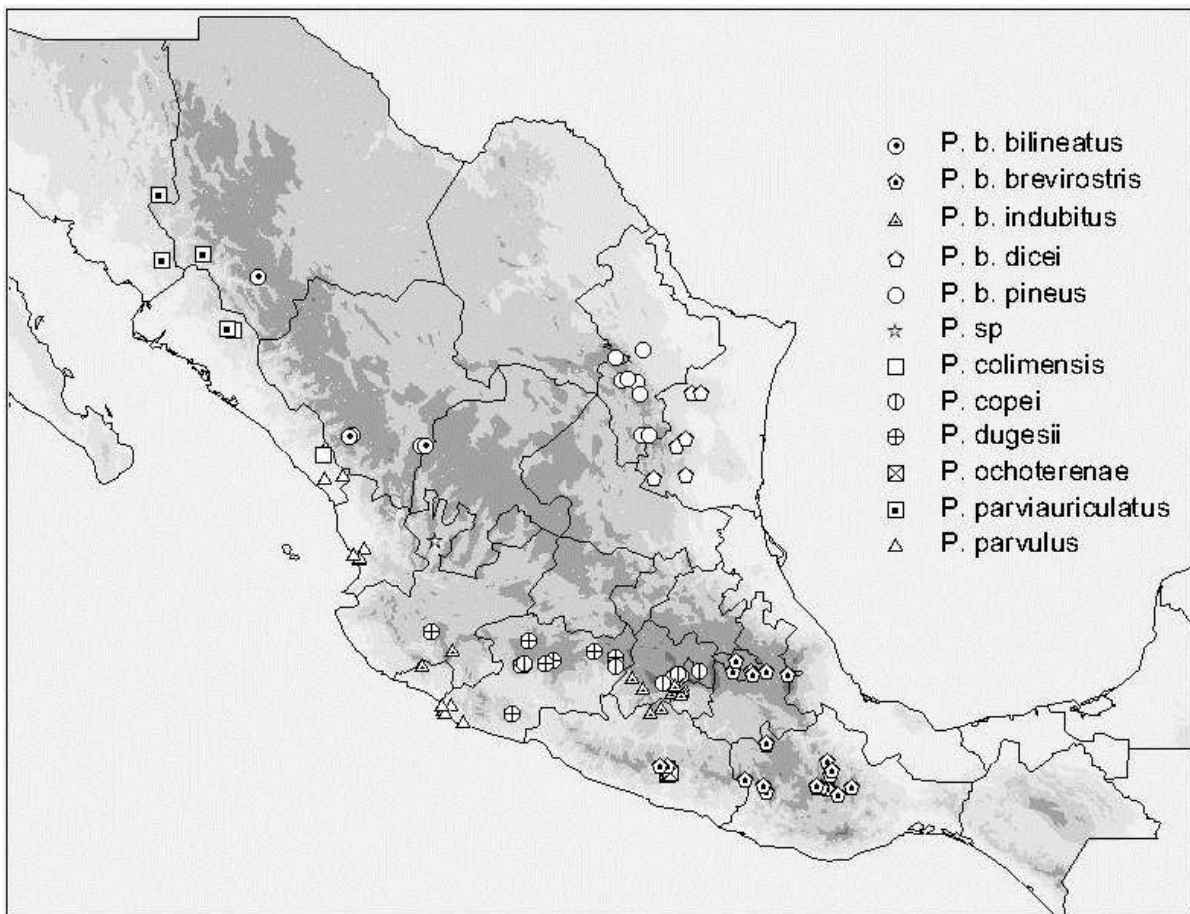 P. b. bilineatus
P. b. brevirostris
P. b. indubitus
P. b. dicei
P. b. pineus
P. sp
P. colimensis
P. copei
P. dugesii
P. ochoterenae
P. parviauriculatus
P. parvulus